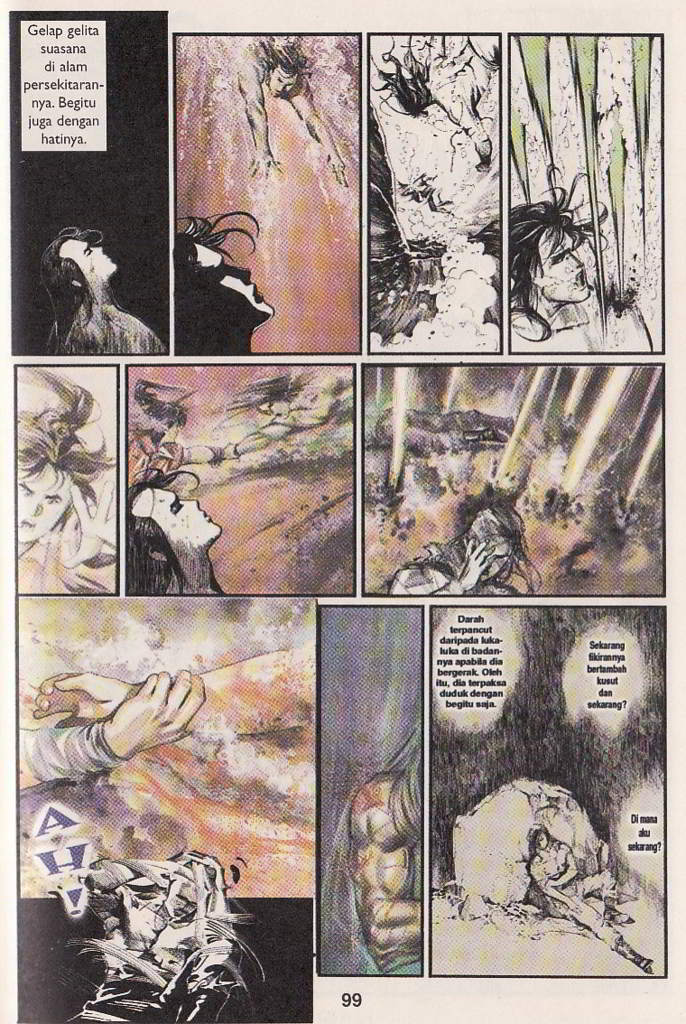 Gelap gelita
suasana
di alam
persekitaran-
nya. Begitu
juga dengan
hatinya.
AH!
Darah
terpancut
daripada luka-
luka di badan-
nya apabila dia
bergerak. Oleh
itu, dia terpaksa
duduk dengan
begitu saja.
Sekarang
fikirannya
bertambah
kusut
dan
sekarang?
Di mana
aku
sekarang?
99